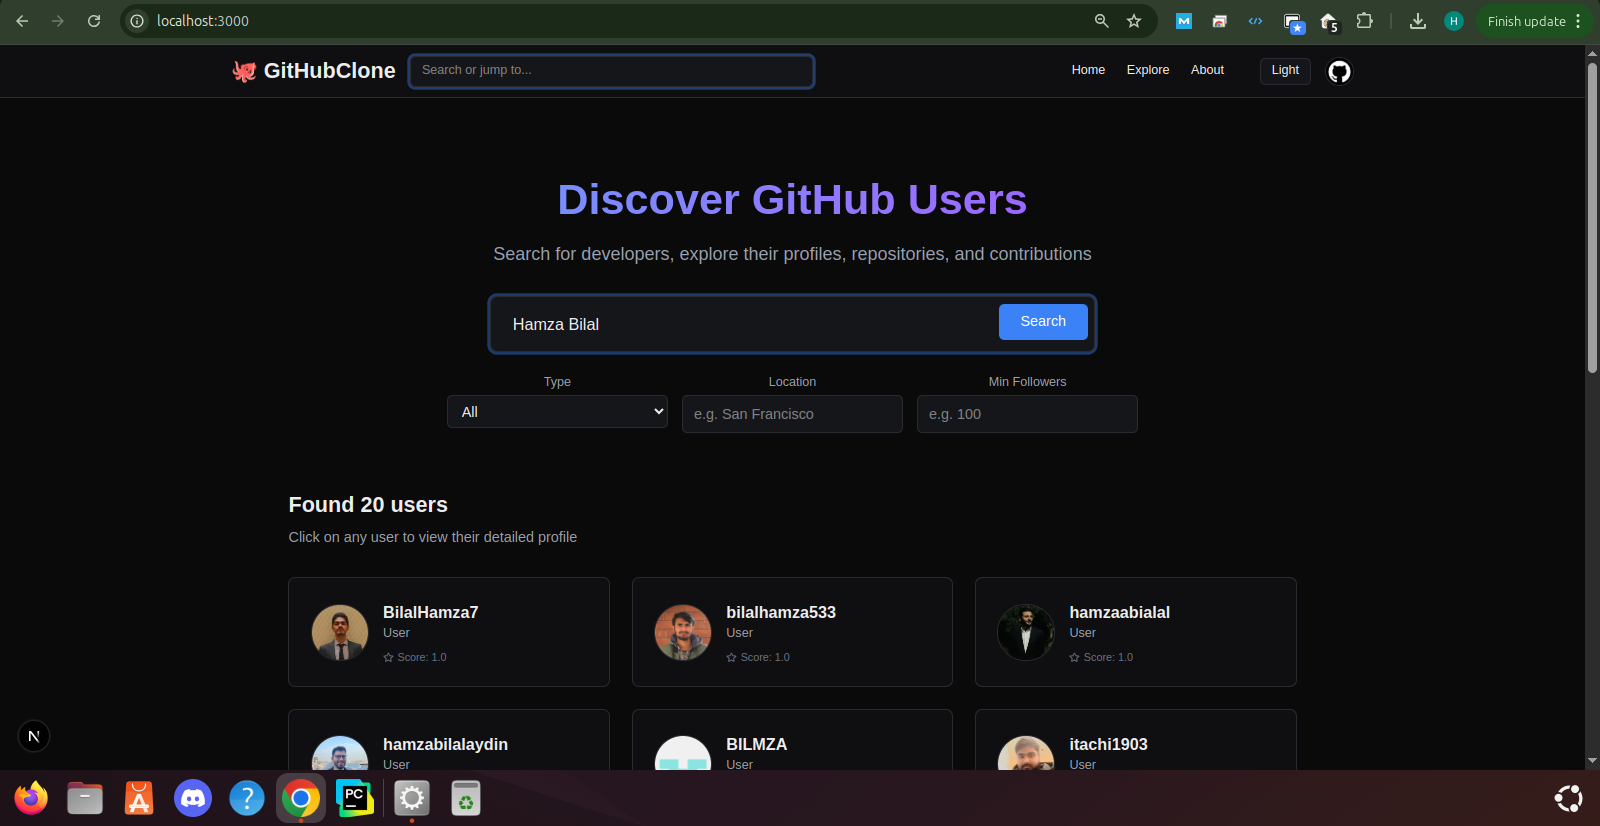 localhost:3000
5
H
Finish update
GitHubClone
Search or jump to...
Home
Explore
About
Light
Discover GitHub Users
Search for developers, explore their profiles, repositories, and contributions
Hamza Bilal
Search
Type
Location
Min Followers
All
e.g. San Francisco
e.g. 100
Found 20 users
Click on any user to view their detailed profile
BilalHamza7
User
Score: 1.0
bilalhamza533
User
Score: 1.0
hamzaabialal
User
Score: 1.0
hamzabilalaydin
User
BILMZA
User
itachi1903
User
N
PC